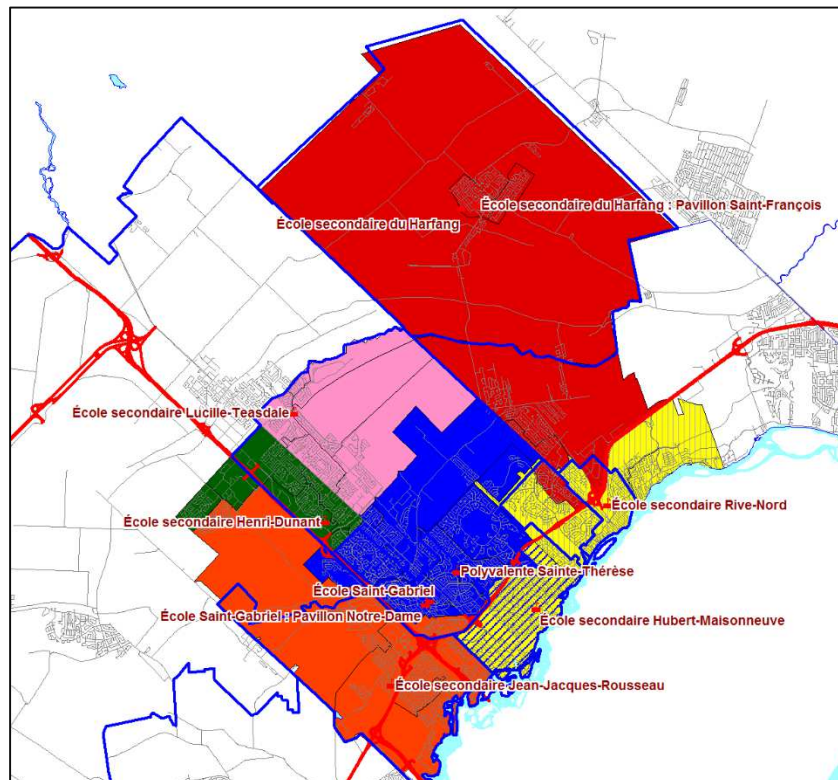 École secondaire du Harfang : Pavillon Saint-François
École secondaire du Harfang
École secondaire Lucille-Teasdale
École secondaire Rive-Nord
École secondaire Henri-Dunant
Polyvalente Sainte-Thérèse
École Saint-Gabriel
École Saint-Gabriel : Pavillon Notre-Dame
École secondaire Hubert-Maisonneuve
École secondaire Jean-Jacques-Rousseau